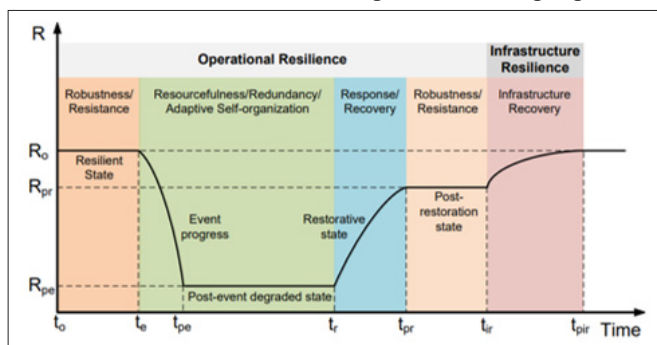 R
Operational Resilience
Infrastructure
Resilience
Robustness/
Resistance
Resourcefulness/Redundancy/
Adaptive Self-organization
Response/
Recovery
Robustness/
Resistance
Infrastructure
Recovery
Ro
Resilient
State
Rpr
Event
progress
Restorative
state
Post-
restoration
state
Rpe
Post-event degraded state
to
te
tpe
tr
tpr
tir
tpir
Time